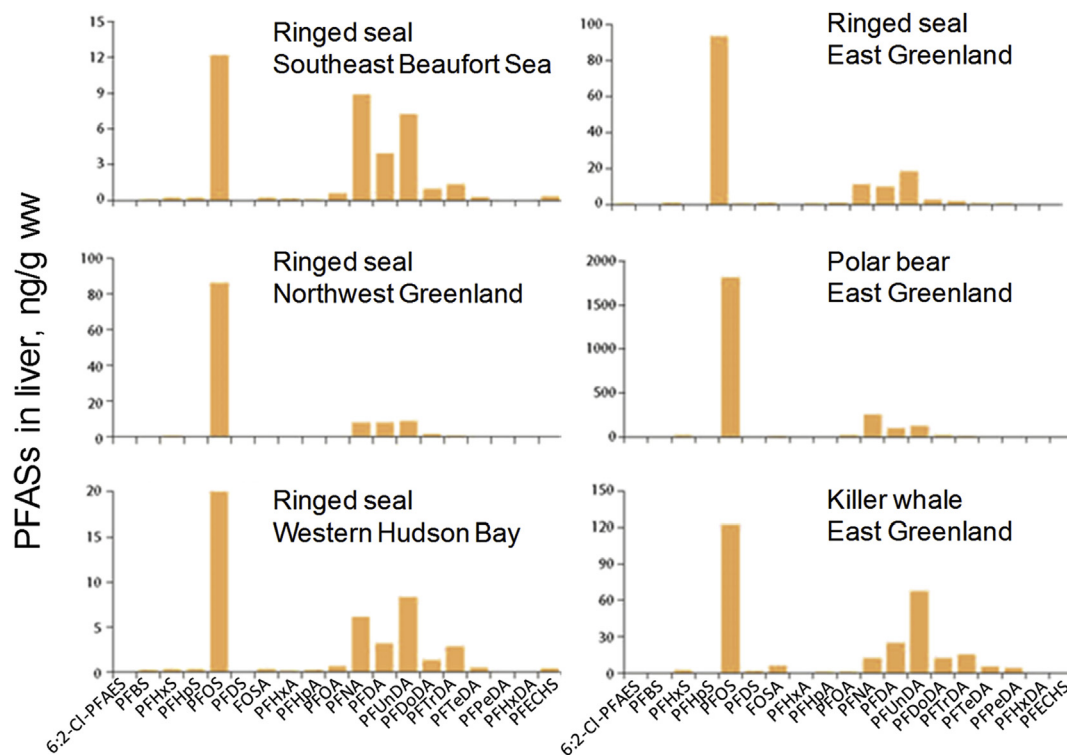 PFASs in liver, ng/g ww
15
12
9
6
3
0
Ringed seal
Southeast Beaufort Sea
100
80
60
40
20
0
Ringed seal
East Greenland
100
80
60
40
20
0
Ringed seal
Northwest Greenland
2000
1500
1000
500
0
Polar bear
East Greenland
20
15
10
5
0
Ringed seal
Western Hudson Bay
150
120
90
60
30
0
Killer whale
East Greenland
6:2-Cl-PFAES
PFBS
PFHxS
PFHpS
PFOS
PFDS
FOSA
PFHxA
PFHpA
PFOA
PFNA
PFDA
PFUnDA
PFDoDA
PFTrDA
PFTeDA
PFPeDA
PFHxDA
PFECHS
6:2-Cl-PFAES
PFBS
PFHxS
PFHpS
PFOS
PFDS
FOSA
PFHxA
PFHpA
PFOA
PFNA
PFDA
PFUnDA
PFDoDA
PFTrDA
PFTeDA
PFPeDA
PFHxDA
PFECHS